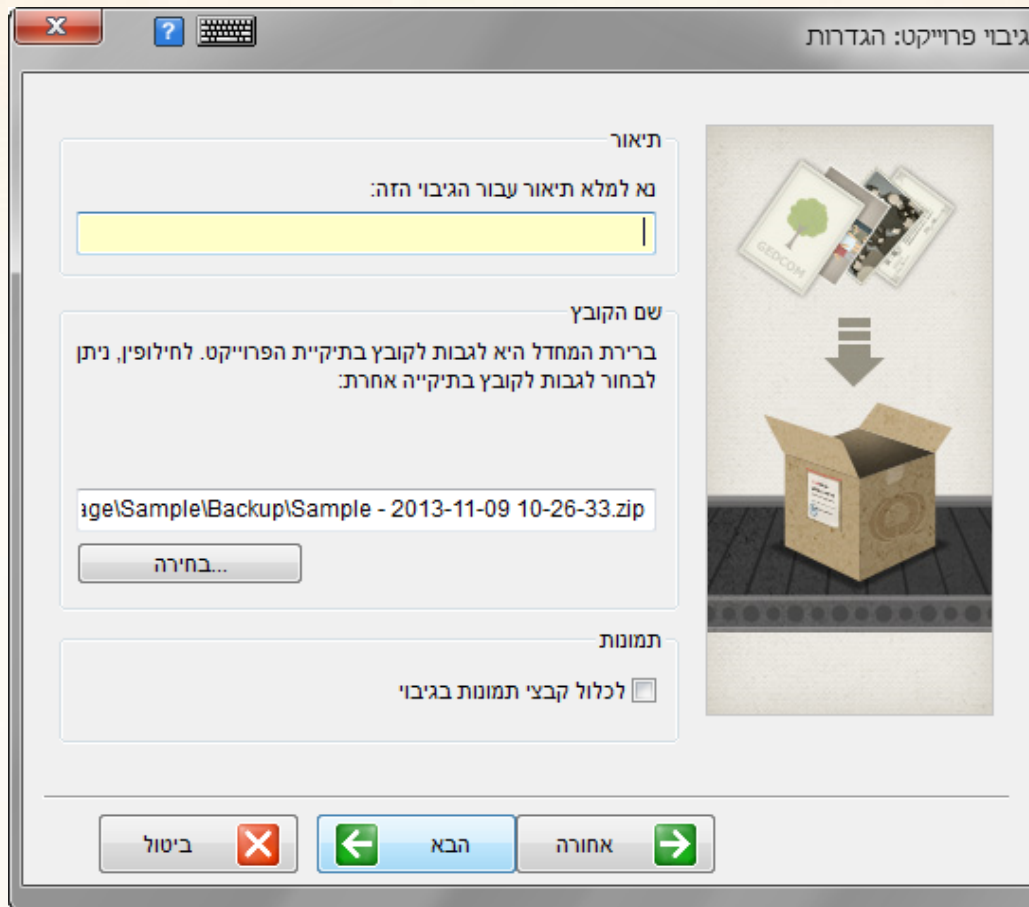 גיבוי פרוייקט: הגדרות
תיאור
נא למלא תיאור עבור הגיבוי הזה:
שם הקובץ
ברירת המחדל היא לגבות לקובץ בתיקיית הפרוייקט. לחילופין, ניתן
לבחור לגבות לקובץ בתיקייה אחרת:
age\Sample\Backup\Sample - 2013-11-09 10-26-33.zip
בחירה...
תמונות
לכלול קבצי תמונות בגיבוי
GEDCOM
אחורה
הבא
ביטול